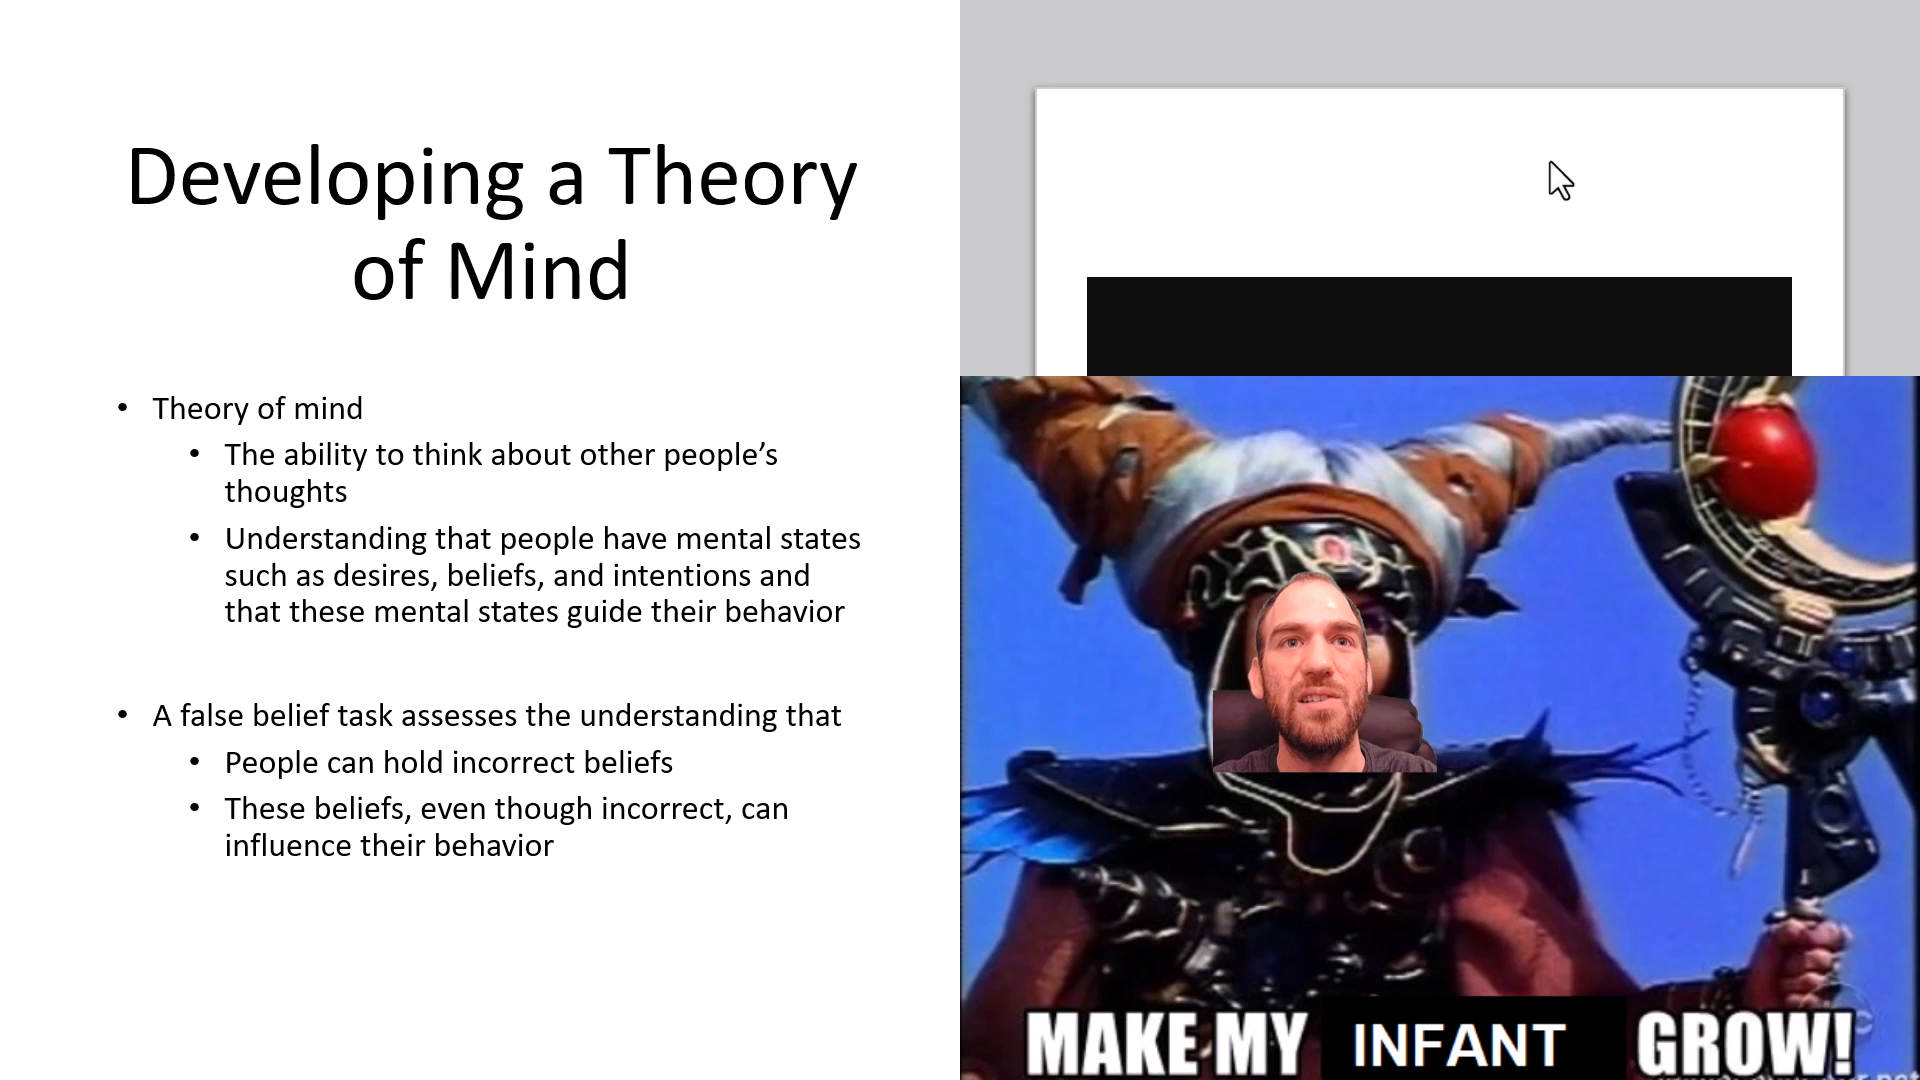 Developing a Theory
of Mind
• Theory of mind
• The ability to think about other people’s
thoughts
• Understanding that people have mental states
such as desires, beliefs, and intentions and
that these mental states guide their behavior
• A false belief task assesses the understanding that
• People can hold incorrect beliefs
• These beliefs, even though incorrect, can
influence their behavior
MAKE MY INFANT GROW!